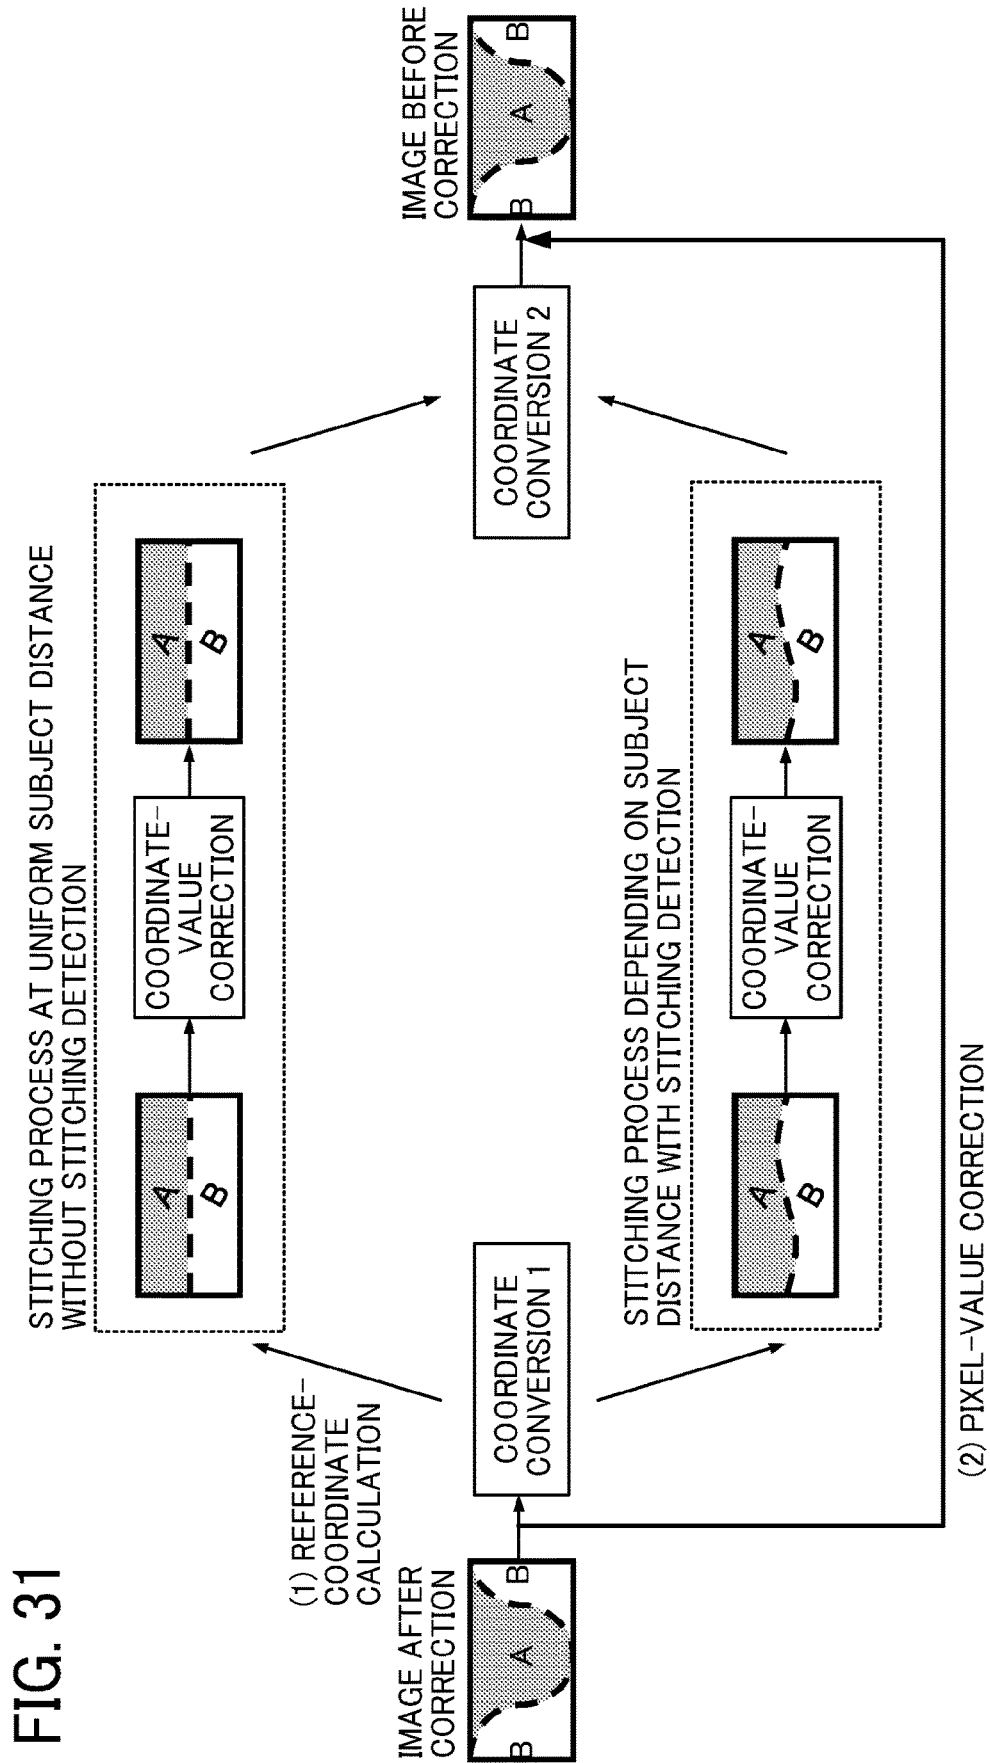 FIG. 31
STITCHING PROCESS AT UNIFORM SUBJECT DISTANCE
WITHOUT STITCHING DETECTION
A
B
COORDINATE-
VALUE
CORRECTION
A
B
(1) REFERENCE-
COORDINATE
CALCULATION
IMAGE AFTER
CORRECTION
B
A
B
COORDINATE
CONVERSION 1
COORDINATE
CONVERSION 2
IMAGE BEFORE
CORRECTION
B
A
B
STITCHING PROCESS DEPENDING ON SUBJECT
DISTANCE WITH STITCHING DETECTION
A
B
COORDINATE-
VALUE
CORRECTION
A
B
(2) PIXEL-VALUE CORRECTION